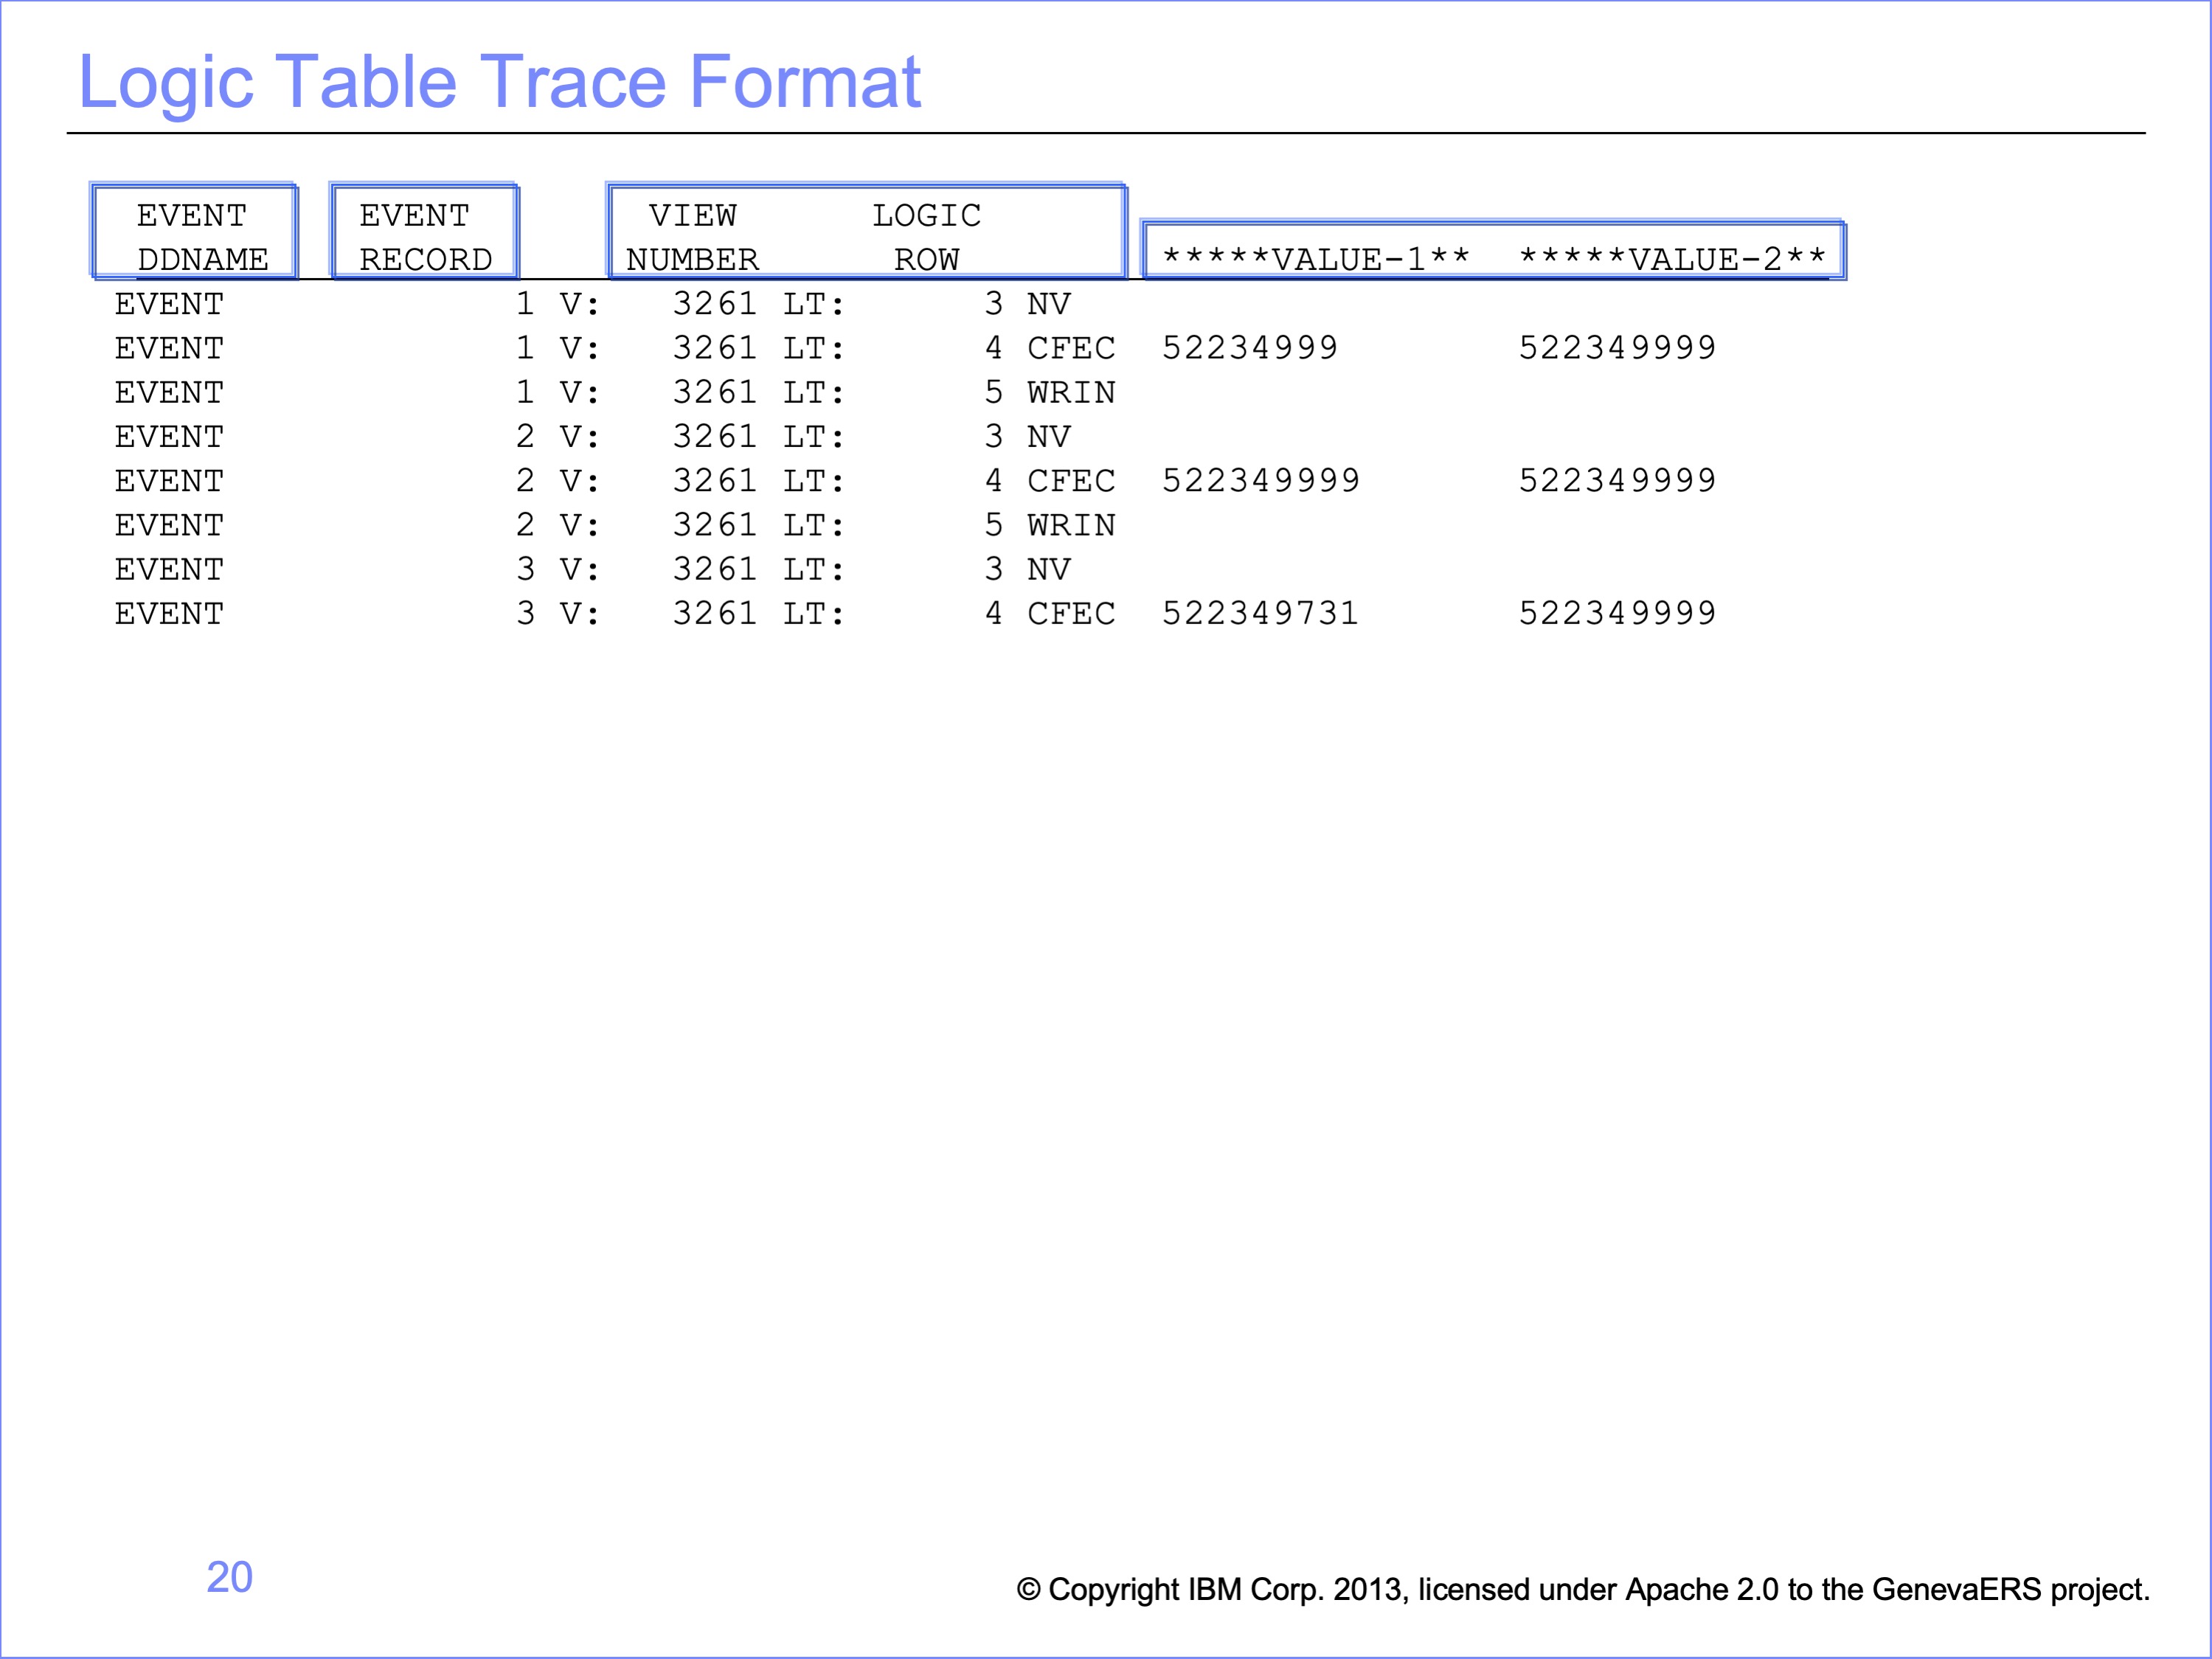 Logic Table Trace Format
EVENT EVENT VIEW LOGIC
DDNAME RECORD NUMBER ROW *****VALUE-1** *****VALUE-2**
EVENT 1 V: 3261 LT: 3 NV
EVENT 1 V: 3261 LT: 4 CFEC 52234999 522349999
EVENT 1 V: 3261 LT: 5 WRIN
EVENT 2 V: 3261 LT: 3 NV
EVENT 2 V: 3261 LT: 4 CFEC 522349999 522349999
EVENT 2 V: 3261 LT: 5 WRIN
EVENT 3 V: 3261 LT: 3 NV
EVENT 3 V: 3261 LT: 4 CFEC 522349731 522349999
20
© Copyright IBM Corp. 2013, licensed under Apache 2.0 to the GenevaERS project.